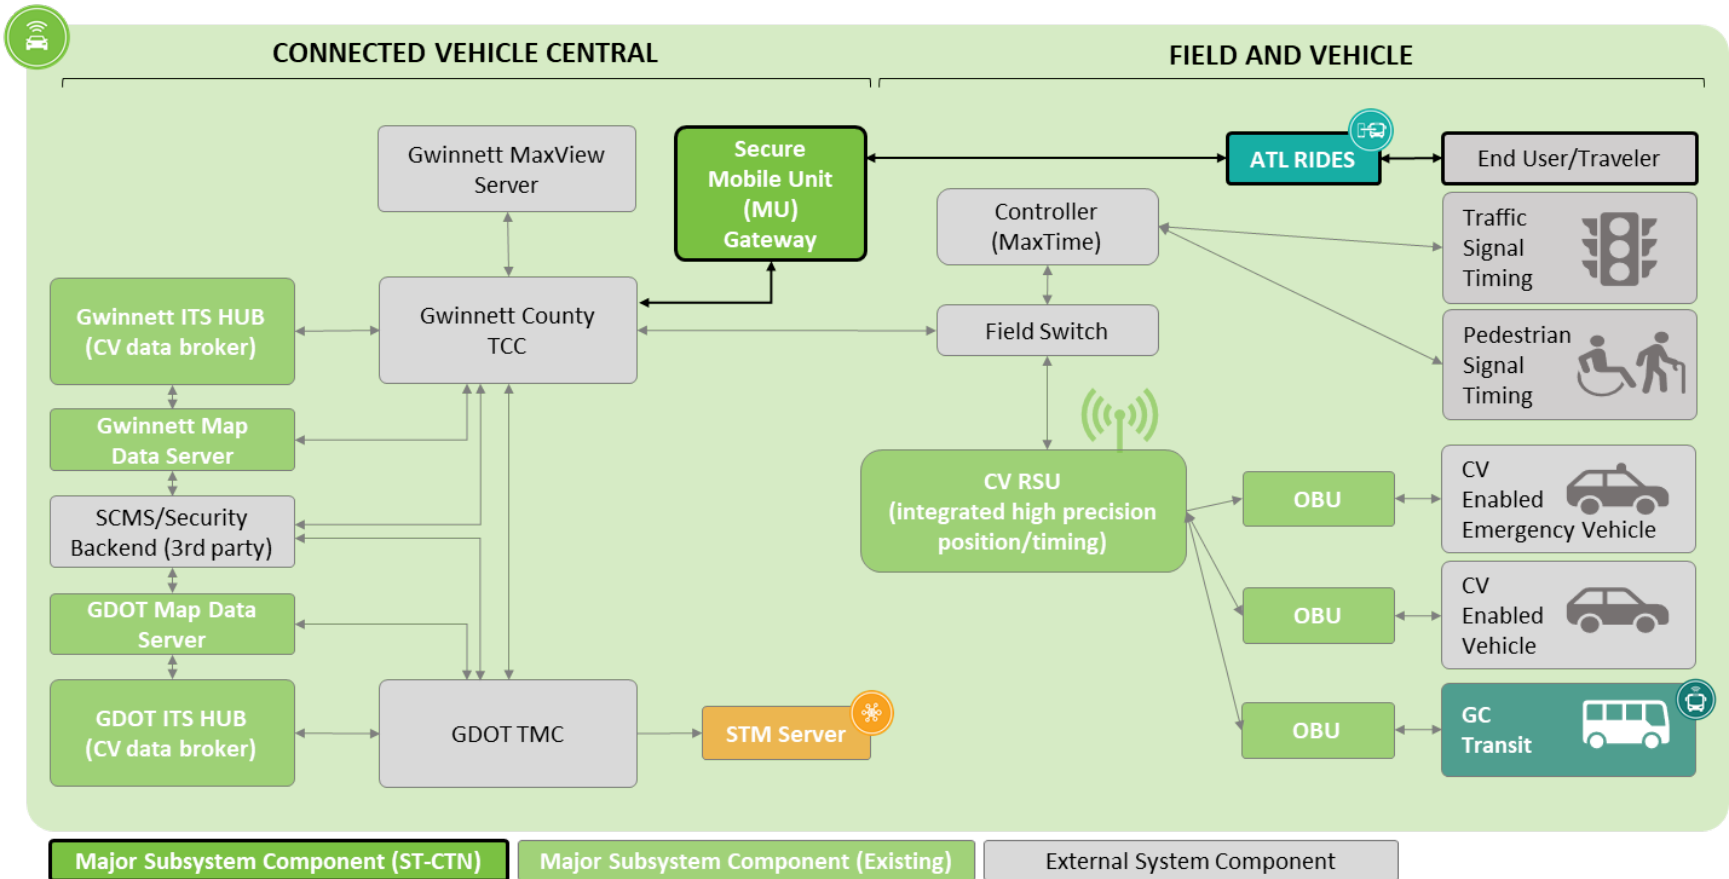 CONNECTED VEHICLE CENTRAL
FIELD AND VEHICLE
Gwinnett MaxView
Server
Secure
Mobile Unit
(MU)
Gateway
ATL RIDES
End User/Traveler
Controller
(MaxTime)
Traffic
Signal
Timing
Gwinnett ITS HUB
(CV data broker)
Gwinnett County
TCC
Field Switch
Pedestrian
Signal
Timing
Gwinnett Map
Data Server
SCMS/Security
Backend (3rd party)
CV RSU
(integrated high precision
position/timing)
OBU
CV
Enabled
Emergency Vehicle
GDOT Map Data
Server
OBU
CV
Enabled
Vehicle
GDOT ITS HUB
(CV data broker)
GDOT TMC
STM Server
OBU
GC
Transit
Major Subsystem Component (ST-CTN)
Major Subsystem Component (Existing)
External System Component